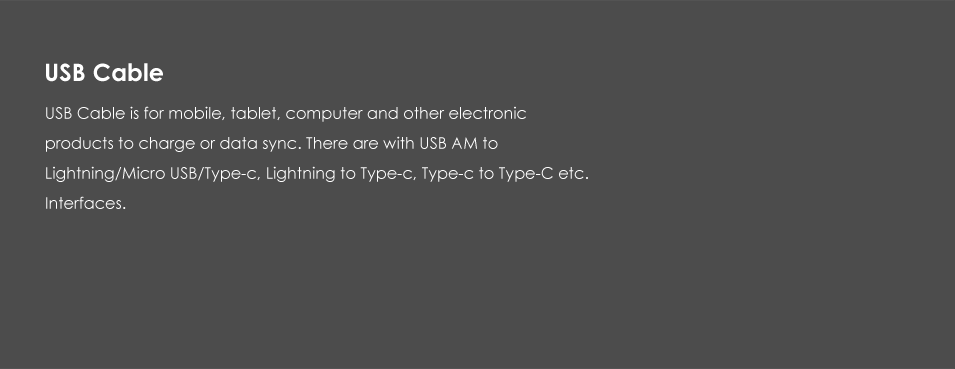 USB Cable
USB Cable is for mobile, tablet, computer and other electronic
products to charge or data sync. There are with USB AM to
Lightning/Micro USB/Type-c, Lightning to Type-c, Type-c to Type-C etc.
Interfaces.